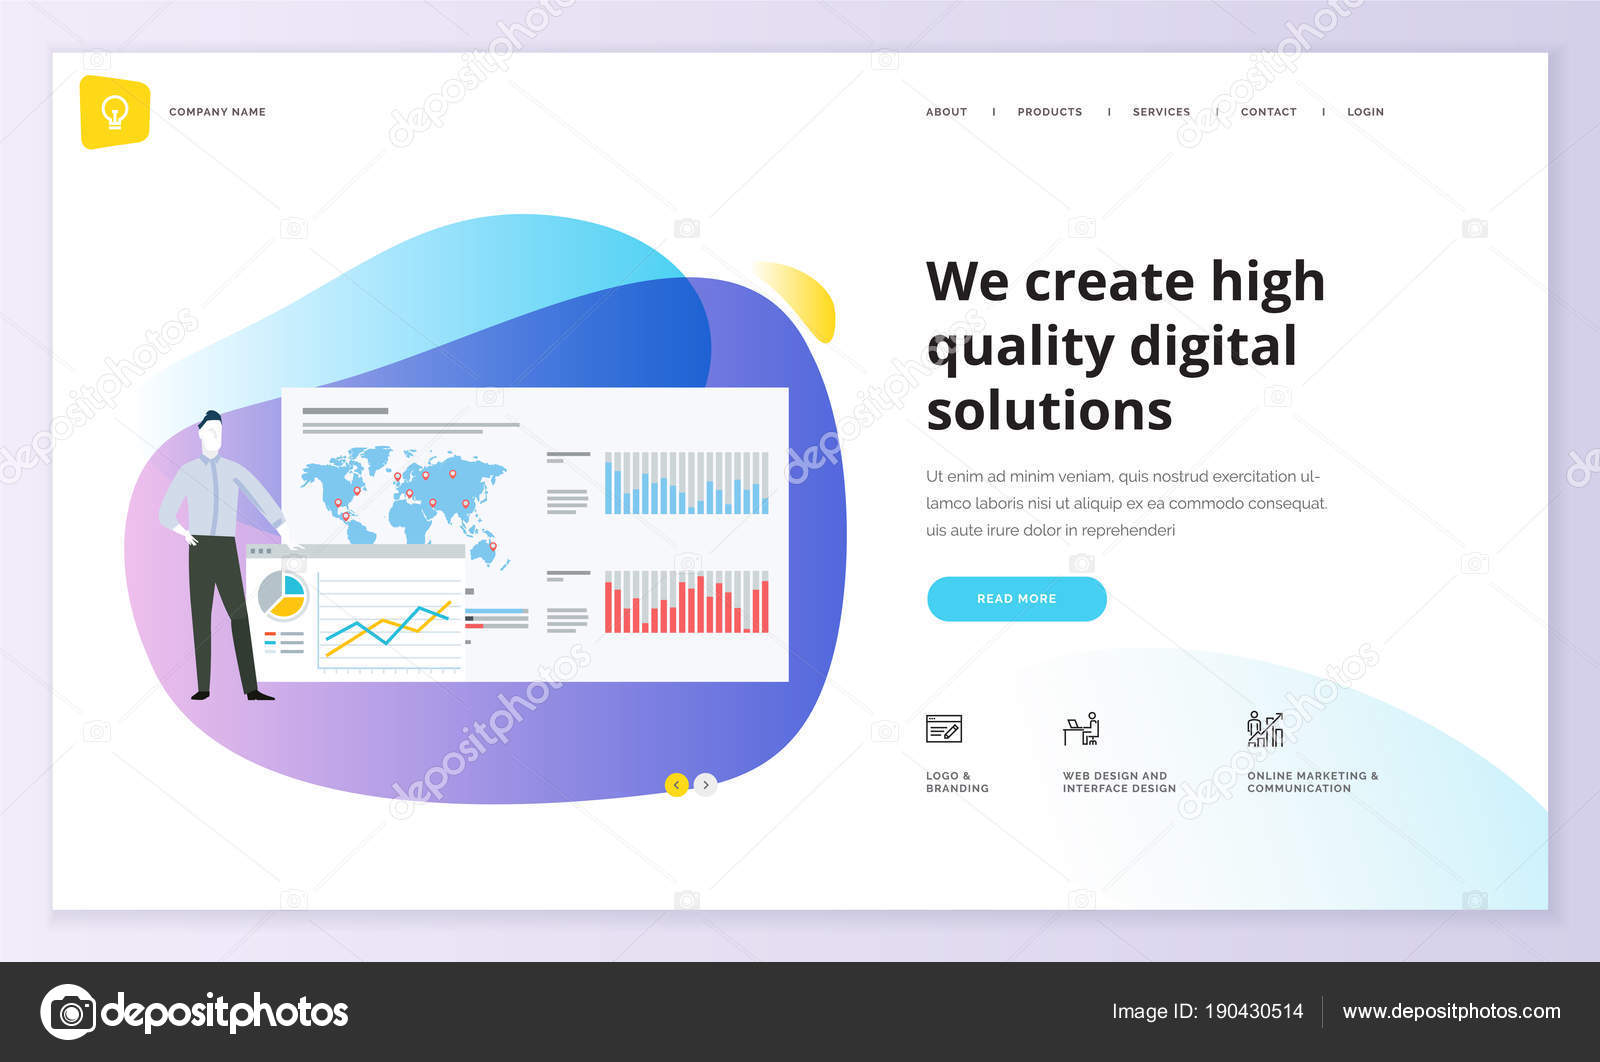 COMPANY NAME
ABOUT | PRODUCTS | SERVICES | CONTACT | LOGIN
We create high
quality digital
solutions
Ut enim ad minim veniam, quis nostrud exercitation ul-
lamco laboris nisi ut aliquip ex ea commodo consequat.
uis aute irure dolor in reprehenderi
READ MORE
LOGO &
BRANDING
WEB DESIGN AND
INTERFACE DESIGN
ONLINE MARKETING &
COMMUNICATION
depositphotos
Image ID: 190430514
www.depositphotos.com